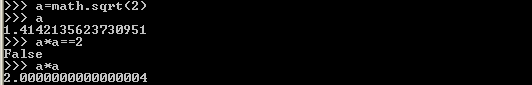 >>> a=math.sqrt(2)
>>> a
1.4142135623730951
>>> a*a==2
False
>>> a*a
2.0000000000000004